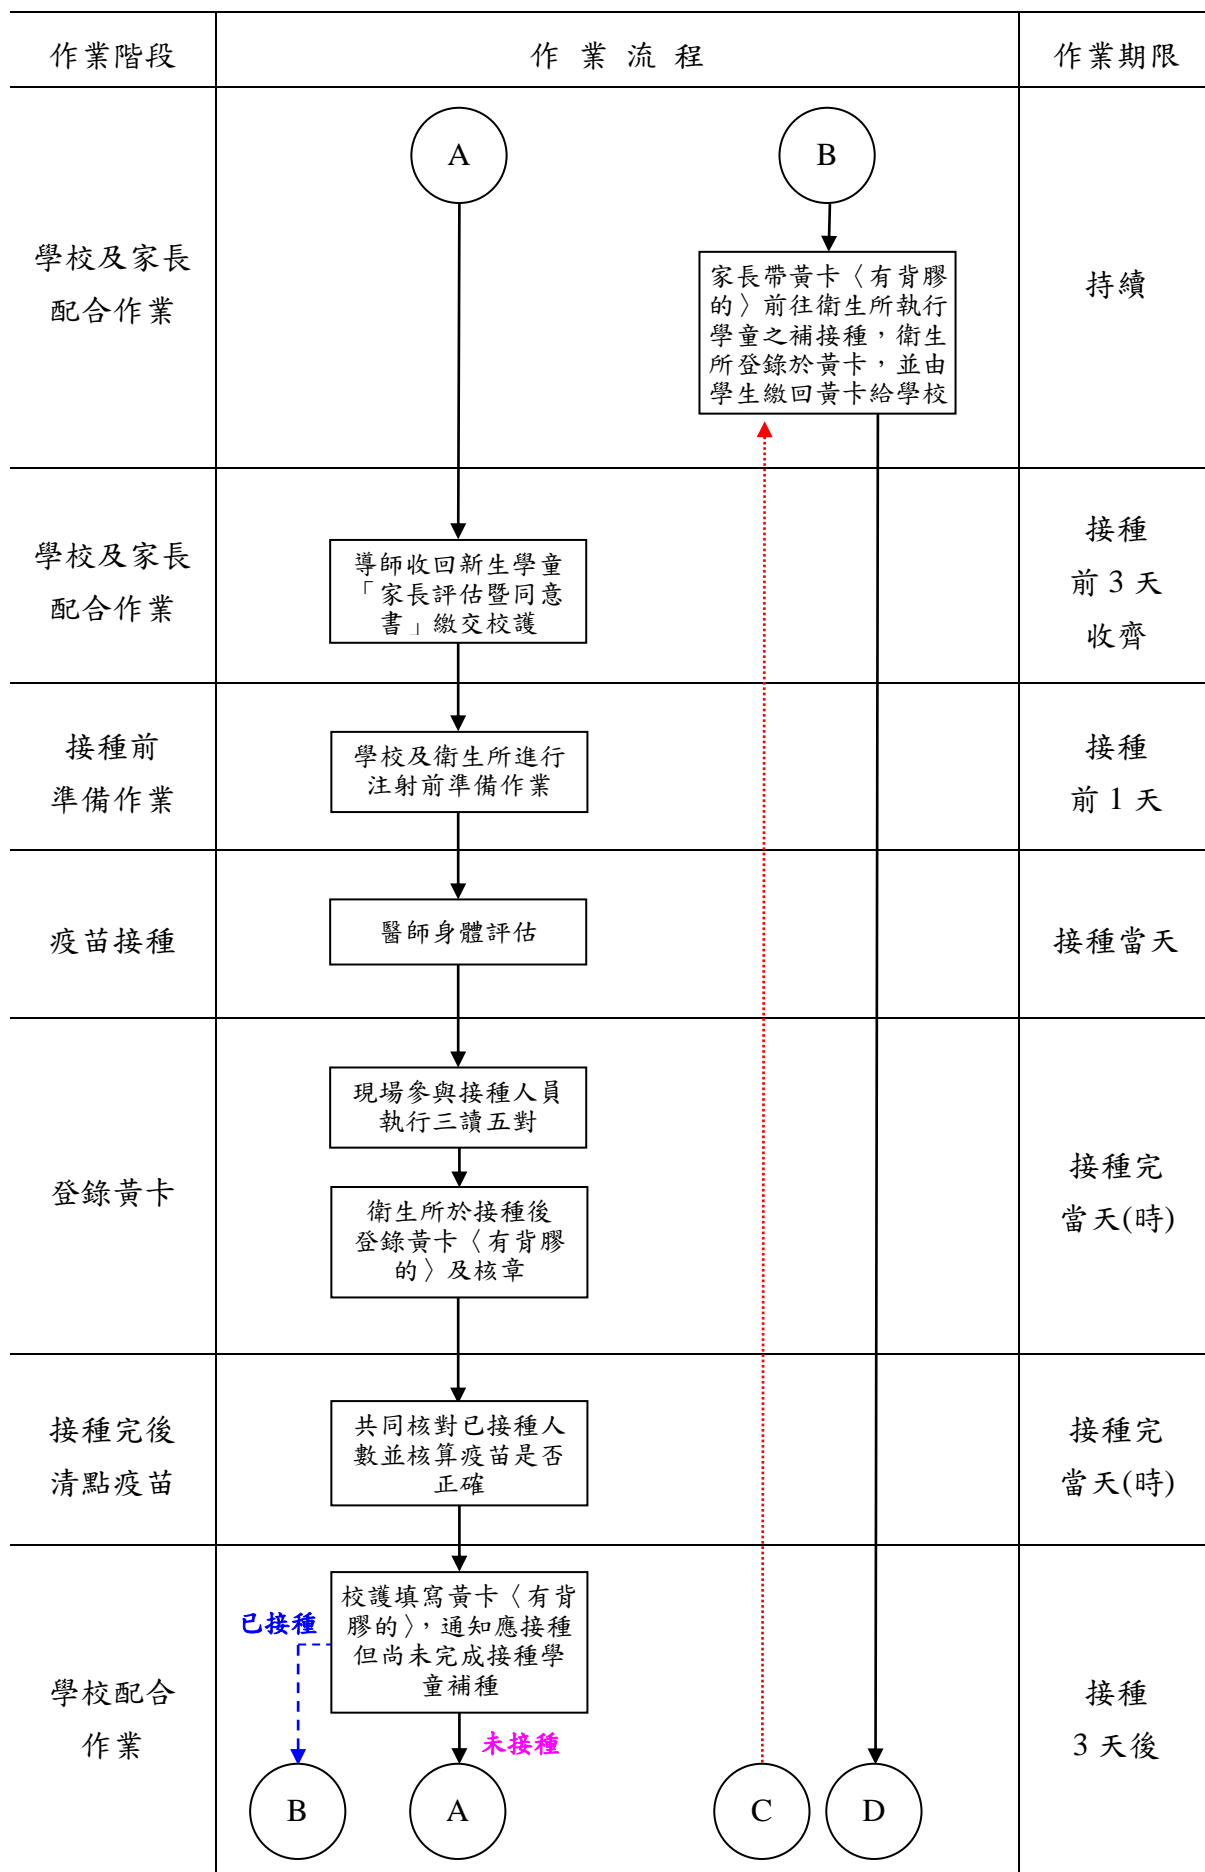 作業階段
作 業 流 程
作業期限
A
B
學校及家長
配合作業
家長帶黃卡〈有背膠
的〉前往衛生所執行
學童之補接種，衛生
所登錄於黃卡，並由
學生繳回黃卡給學校
持續
學校及家長
配合作業
導師收回新生學童
「家長評估暨同意
書」繳交校護
接種
前 3 天
收齊
接種前
準備作業
學校及衛生所進行
注射前準備作業
接種
前 1 天
疫苗接種
醫師身體評估
接種當天
登錄黃卡
現場參與接種人員
執行三讀五對
衛生所於接種後
登錄黃卡〈有背膠
的〉及核章
接種完
當天(時)
接種完後
清點疫苗
共同核對已接種人
數並核算疫苗是否
正確
接種完
當天(時)
學校配合
作業
校護填寫黃卡〈有背
膠的〉，通知應接種
但尚未完成接種學
童補種
已接種
未接種
接種
3 天後
B
A
C
D